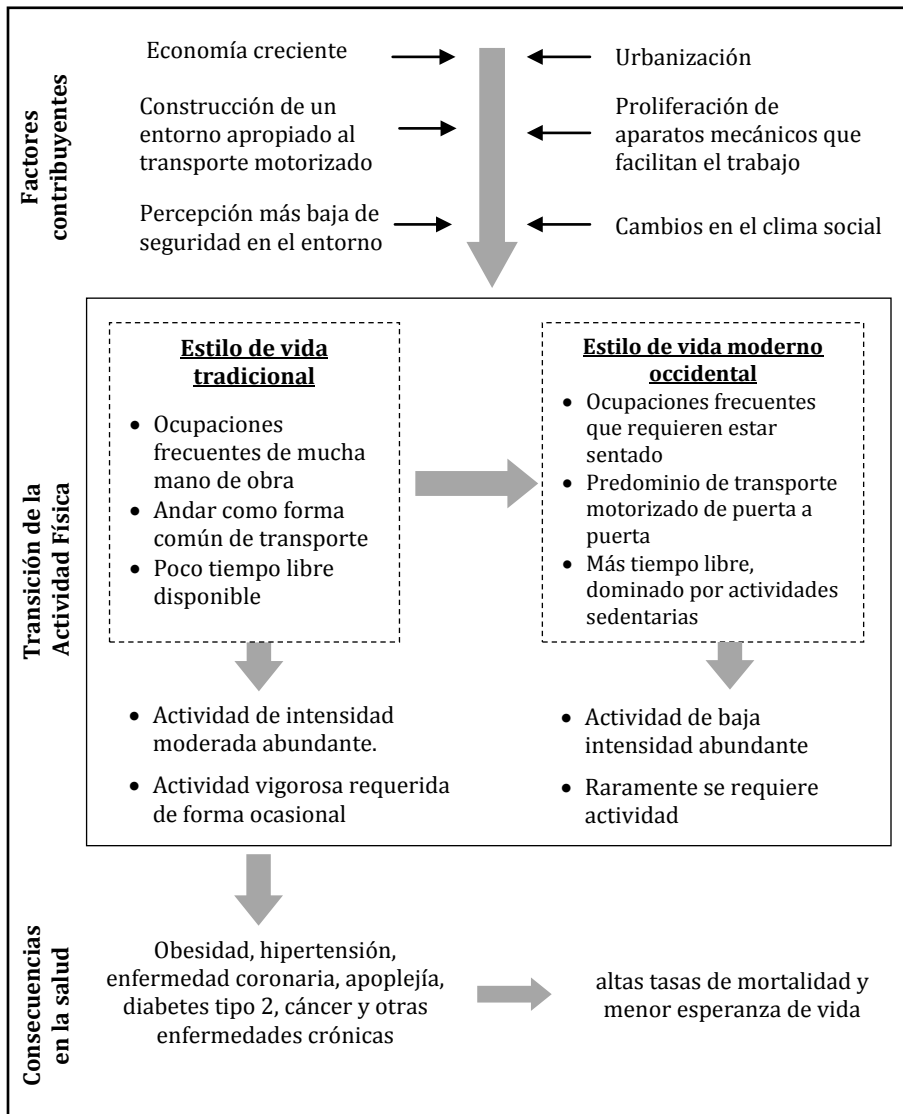 Factores
contribuyentes
Economía creciente
Construcción de un
entorno apropiado al
transporte motorizado
Percepción más baja de
seguridad en el entorno
Urbanización
Proliferación de
aparatos mecánicos que
facilitan el trabajo
Cambios en el clima social
Transición de la
Actividad Física
Estilo de vida
tradicional
• Ocupaciones
frecuentes de mucha
mano de obra
• Andar como forma
común de transporte
• Poco tiempo libre
disponible
Estilo de vida moderno
occidental
• Ocupaciones frecuentes
que requieren estar
sentado
• Predominio de transporte
motorizado de puerta a
puerta
• Más tiempo libre,
dominado por actividades
sedentarias
• Actividad de intensidad
moderada abundante.
• Actividad vigorosa requerida
de forma ocasional
• Actividad de baja
intensidad abundante
• Raramente se requiere
actividad
Consecuencias
en la salud
Obesidad, hipertensión,
enfermedad coronaria, apoplejía,
diabetes tipo 2, cáncer y otras
enfermedades crónicas
altas tasas de mortalidad y
menor esperanza de vida